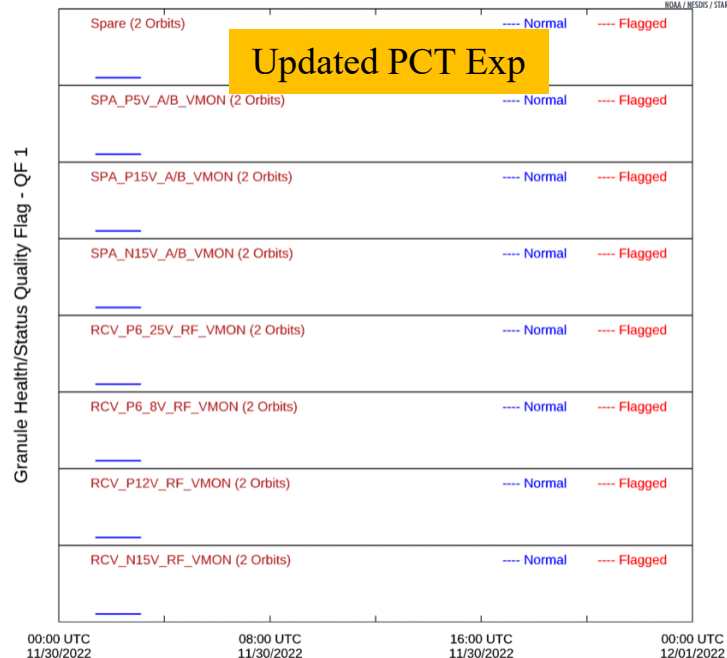 NOAA / NESDIS / STAR
Spare (2 Orbits) ---- Normal ---- Flagged
Updated PCT Exp
SPA_P5V_A/B_VMON (2 Orbits) ---- Normal ---- Flagged
SPA_P15V_A/B_VMON (2 Orbits) ---- Normal ---- Flagged
SPA_N15V_A/B_VMON (2 Orbits) ---- Normal ---- Flagged
RCV_P6_25V_RF_VMON (2 Orbits) ---- Normal ---- Flagged
RCV_P6_8V_RF_VMON (2 Orbits) ---- Normal ---- Flagged
RCV_P12V_RF_VMON (2 Orbits) ---- Normal ---- Flagged
RCV_N15V_RF_VMON (2 Orbits) ---- Normal ---- Flagged
Granule Health/Status Quality Flag - QF 1
00:00 UTC 08:00 UTC 16:00 UTC 00:00 UTC
11/30/2022 11/30/2022 11/30/2022 12/01/2022